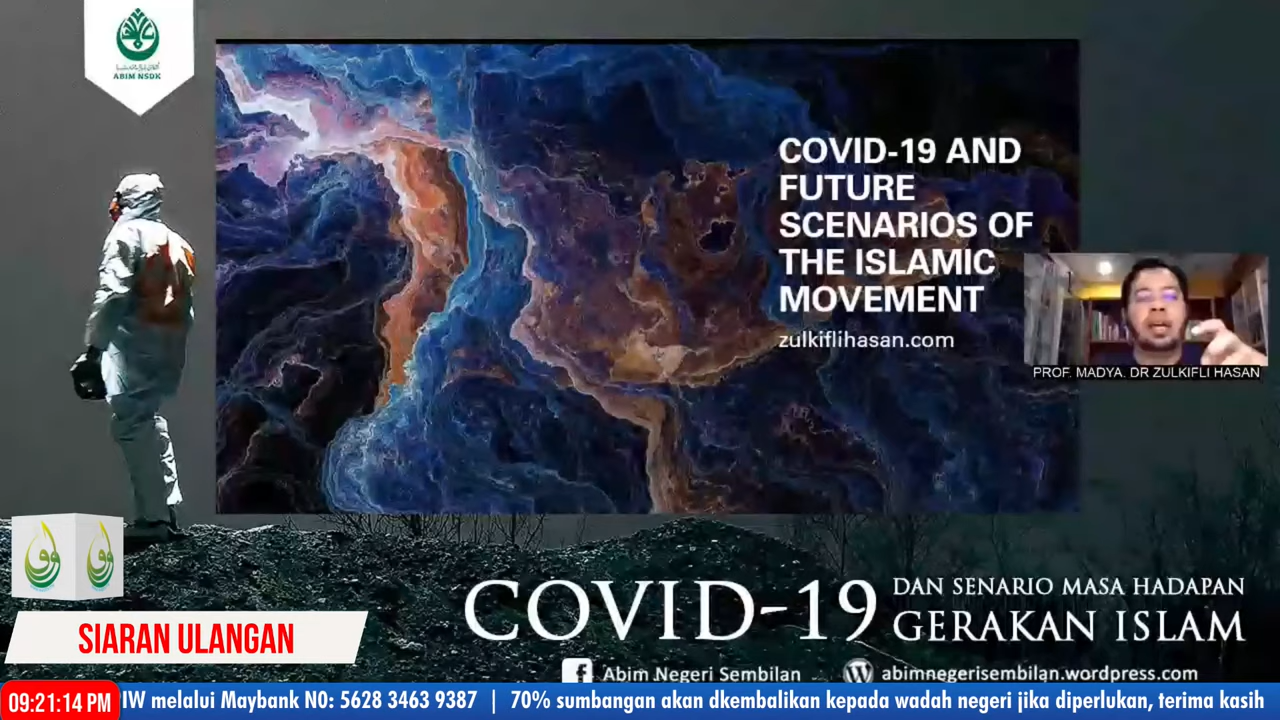 ABIM NSDK
COVID-19 AND
FUTURE
SCENARIOS OF
THE ISLAMIC
MOVEMENT
zulkiflihasan.com
PROF. MADYA. DR ZULKIFLI HASAN
COVID-19
DAN SENARIO MASA HADAPAN
GERAKAN ISLAM
SIARAN ULANGAN
Abim Negeri Sembilan
abimnegerisembilan.wordpress.com
09:21:14 PM
IW melalui Maybank NO: 5628 3463 9387 | 70% sumbangan akan dkembalikan kepada wadah negeri jika diperlukan, terima kasih